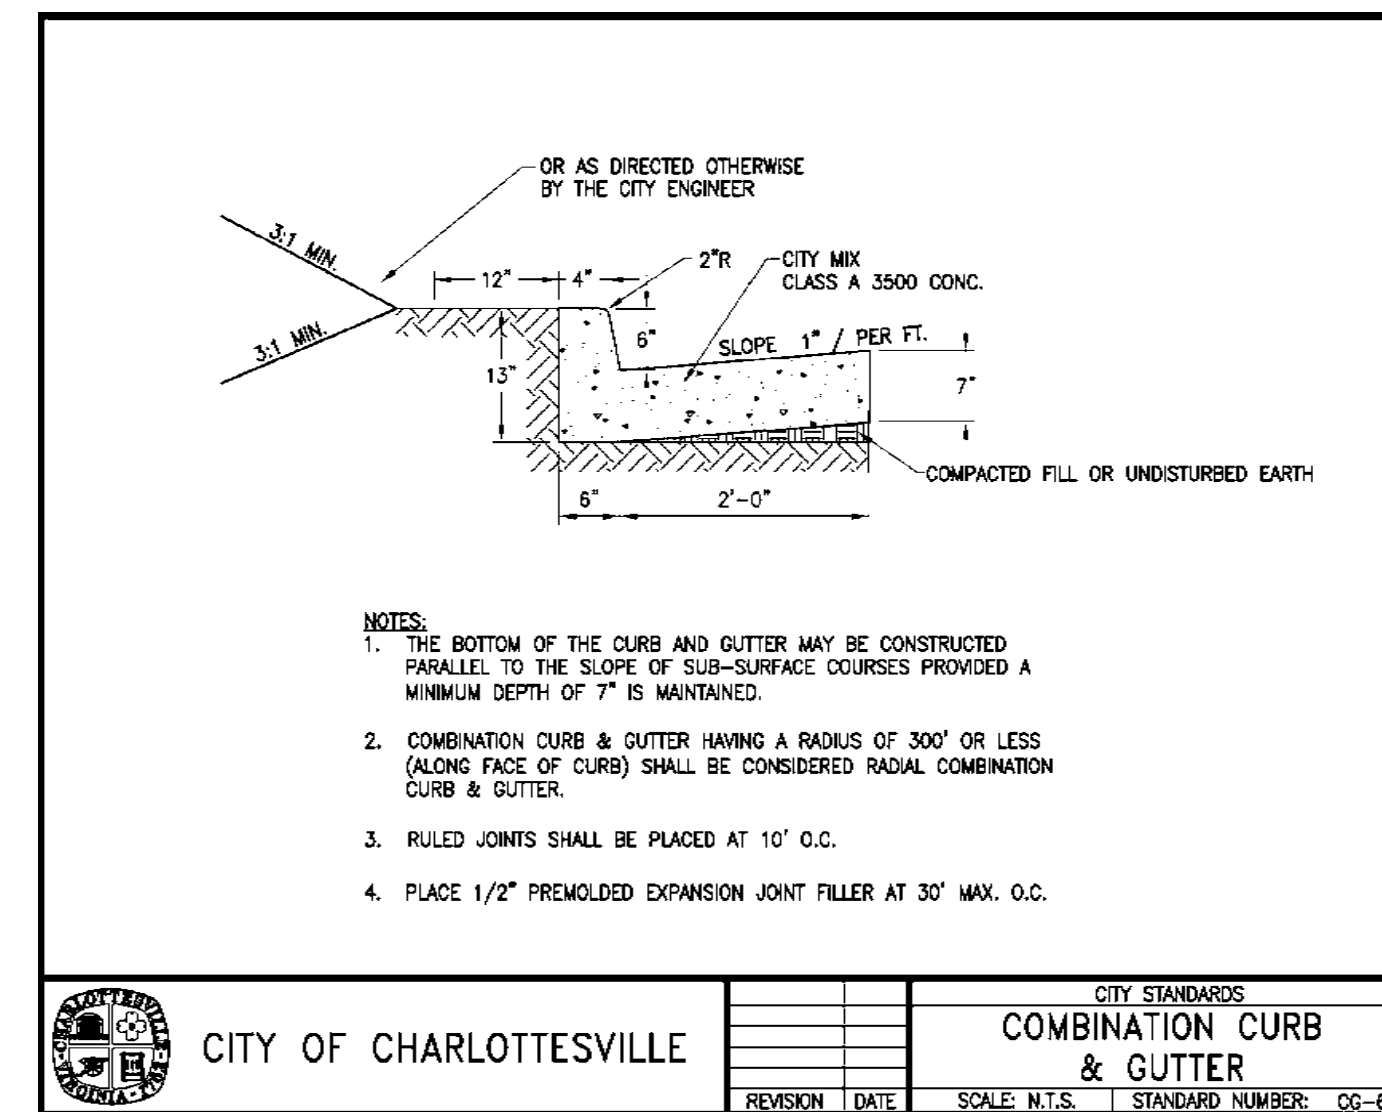 OR AS DIRECTED OTHERWISE
BY THE CITY ENGINEER
3:1 MIN.
3:1 MIN.
12"
4"
2"R
CITY MIX
CLASS A 3500 CONC.
6"
SLOPE 1" / PER FT.
13"
7"
COMPACTED FILL OR UNDISTURBED EARTH
6"
2'-0"
NOTES:
1. THE BOTTOM OF THE CURB AND GUTTER MAY BE CONSTRUCTED
PARALLEL TO THE SLOPE OF SUB-SURFACE COURSES PROVIDED A
MINIMUM DEPTH OF 7" IS MAINTAINED.
2. COMBINATION CURB & GUTTER HAVING A RADIUS OF 300' OR LESS
(ALONG FACE OF CURB) SHALL BE CONSIDERED RADIAL COMBINATION
CURB & GUTTER.
3. RULED JOINTS SHALL BE PLACED AT 10' O.C.
4. PLACE 1/2" PREMOLDED EXPANSION JOINT FILLER AT 30' MAX. O.C.
CHARLOTTESVILLE
VIRGINIA
CITY OF CHARLOTTESVILLE
REVISION DATE
CITY STANDARDS
COMBINATION CURB
& GUTTER
SCALE: N.T.S. STANDARD NUMBER: CG-6